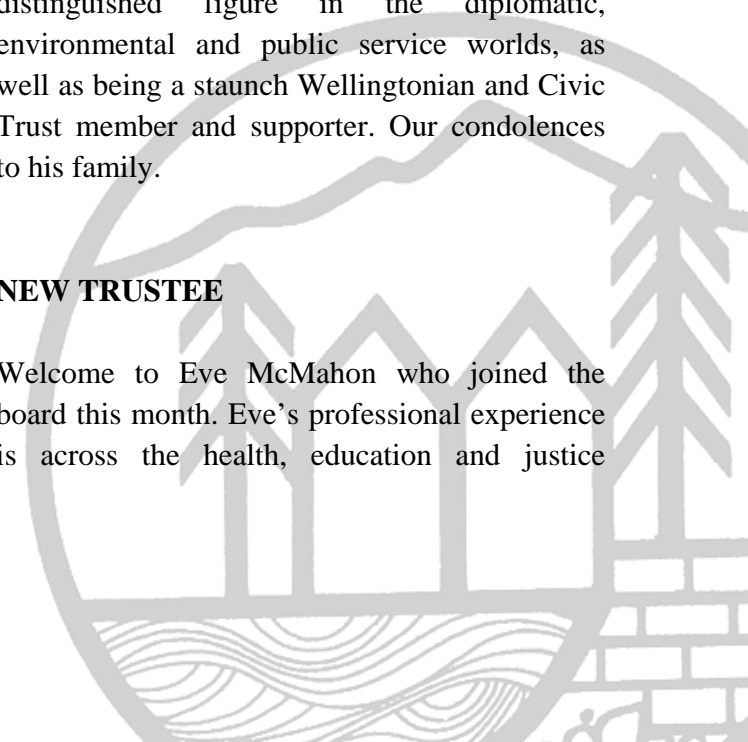 distinguished figure in the diplomatic,
environmental and public service worlds, as
well as being a staunch Wellingtonian and Civic
Trust member and supporter. Our condolences
to his family.
NEW TRUSTEE
Welcome to Eve McMahon who joined the
board this month. Eve’s professional experience
is across the health, education and justice